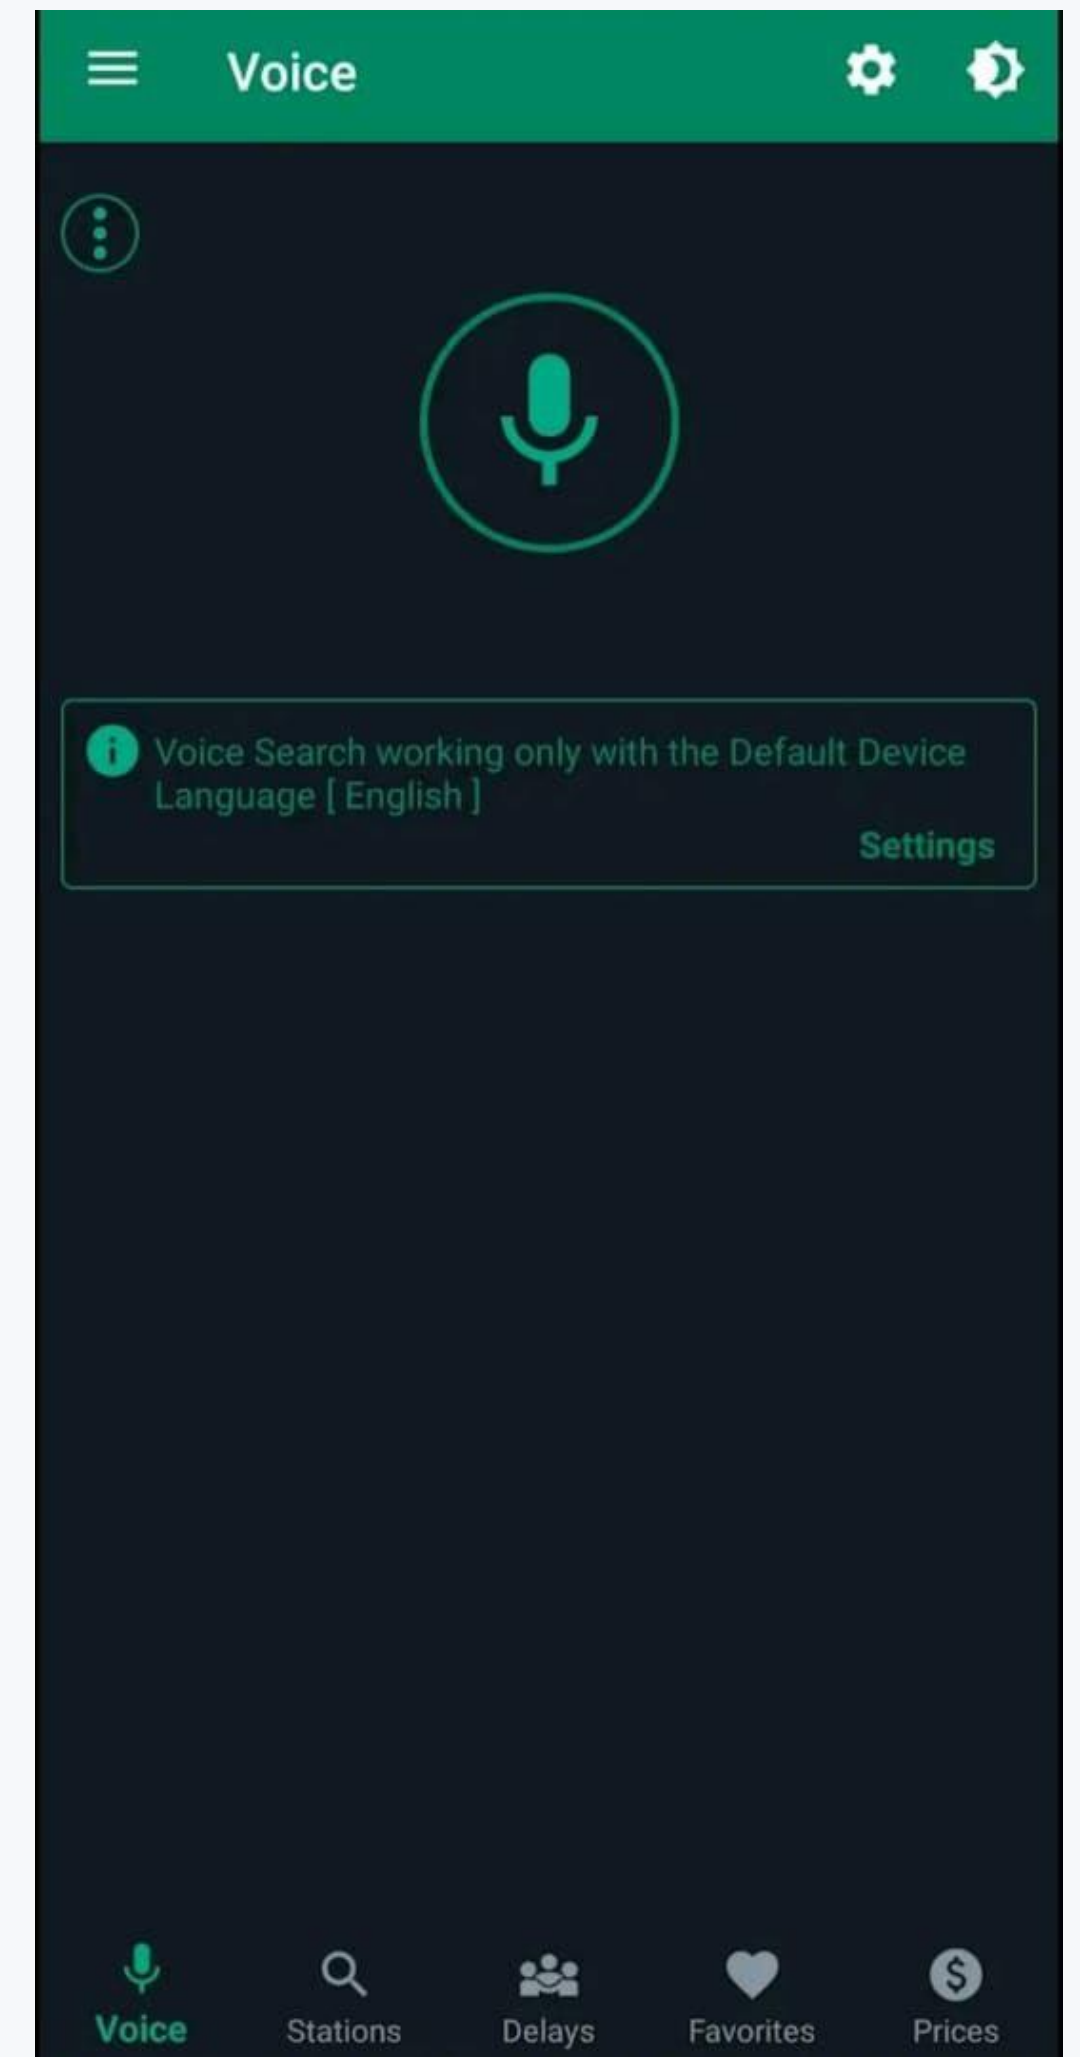 Voice
Voice Search working only with the Default Device
Language [ English ]
Settings
Voice
Stations
Delays
Favorites
Prices